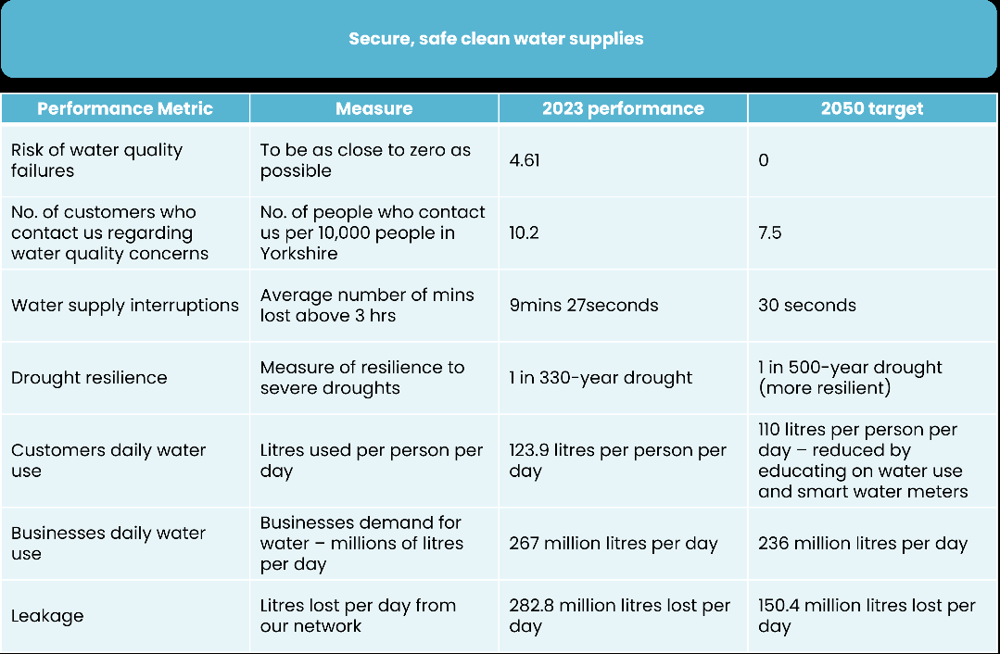 Secure, safe clean water supplies
Performance Metric
Measure
2023 performance
2050 target
Risk of water quality
failures
To be as close to zero as
possible
4.61
0
No. of customers who
contact us regarding
water quality concerns
No. of people who contact
us per 10,000 people in
Yorkshire
10.2
7.5
Water supply interruptions
Average number of mins
lost above 3 hrs
9mins 27seconds
30 seconds
Drought resilience
Measure of resilience to
severe droughts
1 in 330-year drought
1 in 500-year drought
(more resilient)
Customers daily water
use
Litres used per person per
day
123.9 litres per person per
day
110 litres per person per
day – reduced by
educating on water use
and smart water meters
Businesses daily water
use
Businesses demand for
water – millions of litres
per day
267 million litres per day
236 million litres per day
Leakage
Litres lost per day from
our network
282.8 million litres lost per
day
150.4 million litres lost per
day